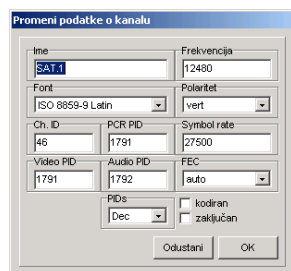 Promeni podatke o kanalu
Ime
Frekvencija
SAT.1
12480
Font
Polaritet
ISO 8859-9 Latin
vert
Ch. ID
PCR PID
Symbol rate
46
1791
27500
Video PID
Audio PID
FEC
1791
1792
auto
PIDs
kodiran
Dec
zaključan
Odustani
OK